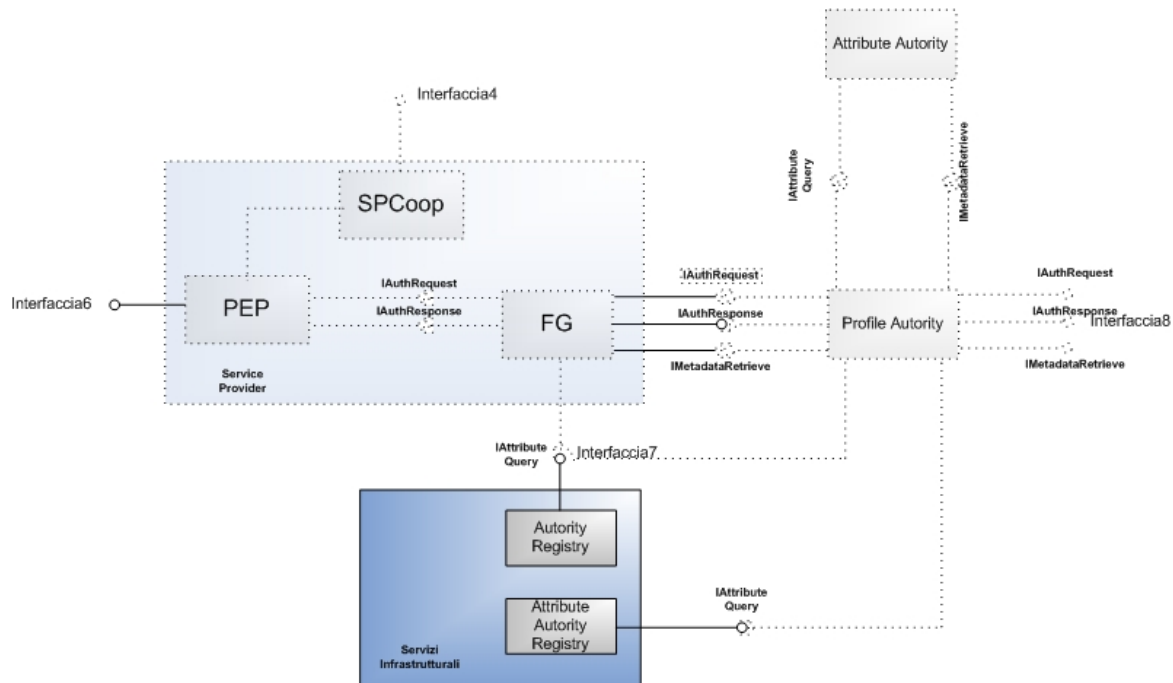 Attribute Autority
Interfaccia4
IAttribute
Query
IMetadataRetrieve
SPCoop
IAuthRequest
IAuthRequest
IAuthRequest
Interfaccia6
PEP
IAuthResponse
FG
IAuthResponse
Profile Autority
IAuthResponse
Interfaccia8
IMetadataRetrieve
IMetadataRetrieve
Service
Provider
IAttribute
Query
Interfaccia7
Autority
Registry
Attribute
Autority
Registry
IAttribute
Query
Servizi
Infrastrutturali